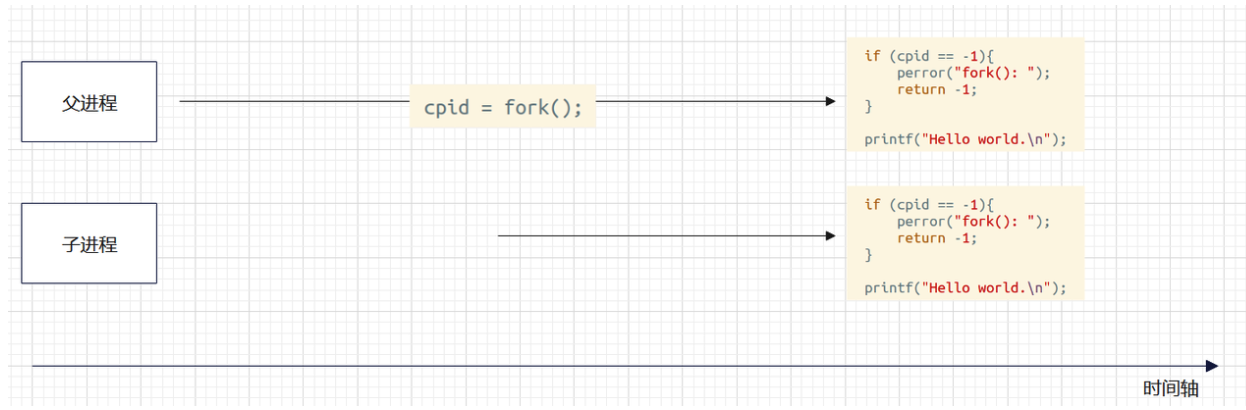 父进程
cpid = fork();
if (cpid == -1){
    perror("fork(): ");
    return -1;
}
printf("Hello world.\n");
子进程
if (cpid == -1){
    perror("fork(): ");
    return -1;
}
printf("Hello world.\n");
时间轴